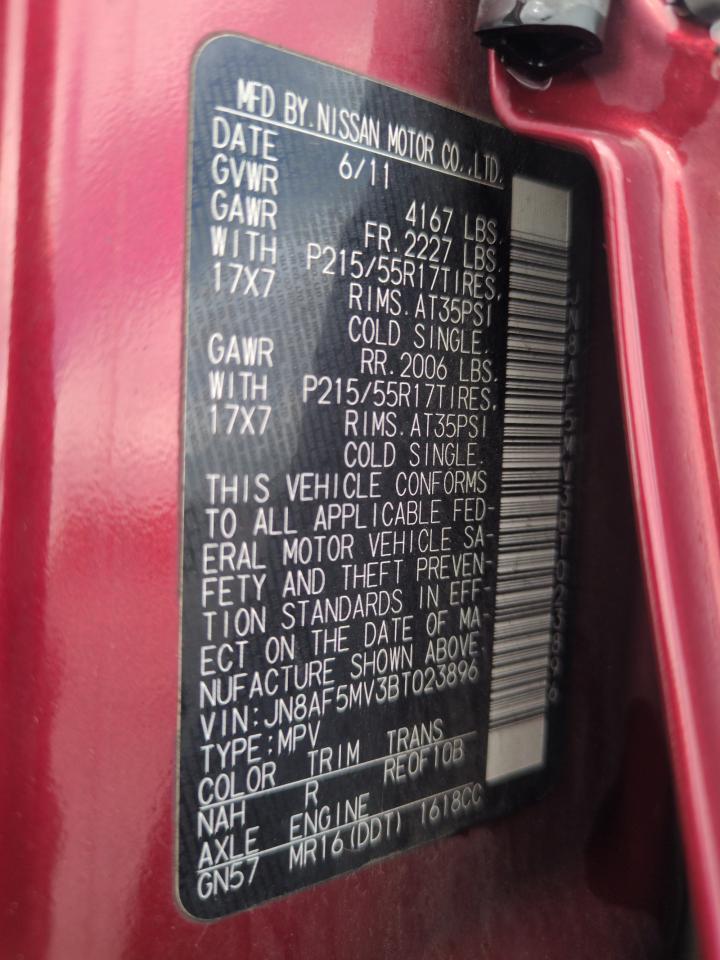 MFD BY.NISSAN MOTOR CO.,LTD.
DATE 6/11
GVWR 4167 LBS.
GAWR FR.2227 LBS.
WITH P215/55R17TIRES,
17X7 RIMS.AT35PSI
COLD SINGLE.
GAWR RR.2006 LBS.
WITH P215/55R17TIRES,
17X7 RIMS.AT35PSI
COLD SINGLE.
THIS VEHICLE CONFORMS
TO ALL APPLICABLE FED-
ERAL MOTOR VEHICLE SA-
FETY AND THEFT PREVEN-
TION STANDARDS IN EFF-
ECT ON THE DATE OF MA-
NUFACTURE SHOWN ABOVE.
VIN:JN8AF5MV3BT023896
TYPE:MPV
COLOR TRIM TRANS
NAH R RE0F10B
AXLE ENGINE
GN57 MR16(DDT) 1618CC
JN8AF5MV3BT023896